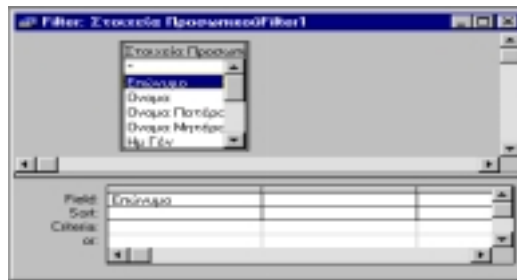 Filter: Στοιχεία ΠροσωπικούFilter1
Στοιχεία Προσωπ
*
Επώνυμο
Όνομα
Όνομα Πατέρα
Όνομα Μητέρα
Ημ Γέν
Field: Επώνυμο
Sort:
Criteria:
or: